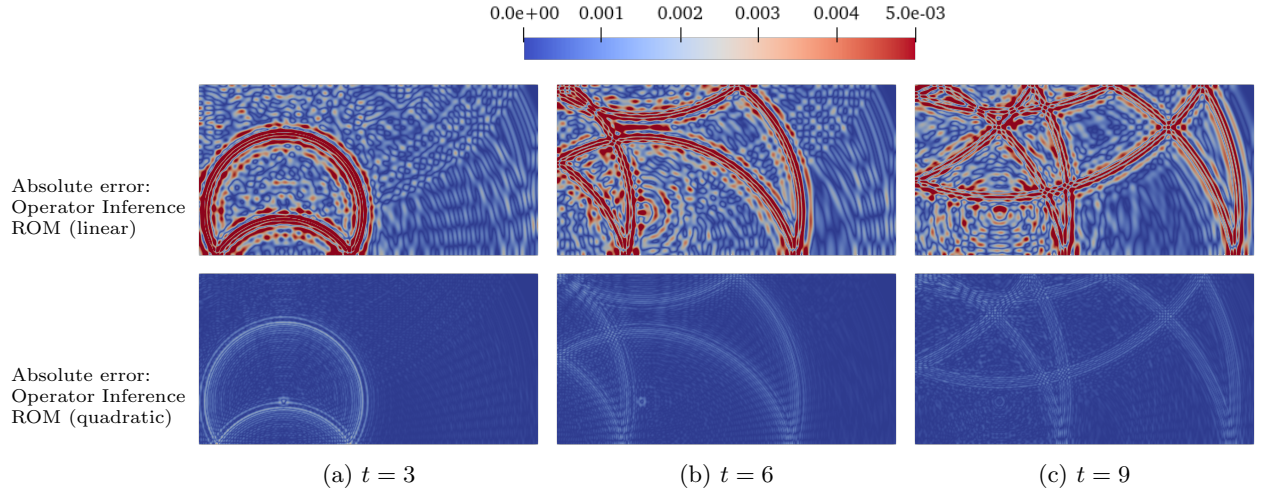 0.0e+00 0.001 0.002 0.003 0.004 5.0e-03
Absolute error:
Operator Inference
ROM (linear)
Absolute error:
Operator Inference
ROM (quadratic)
(a) t = 3 (b) t = 6 (c) t = 9